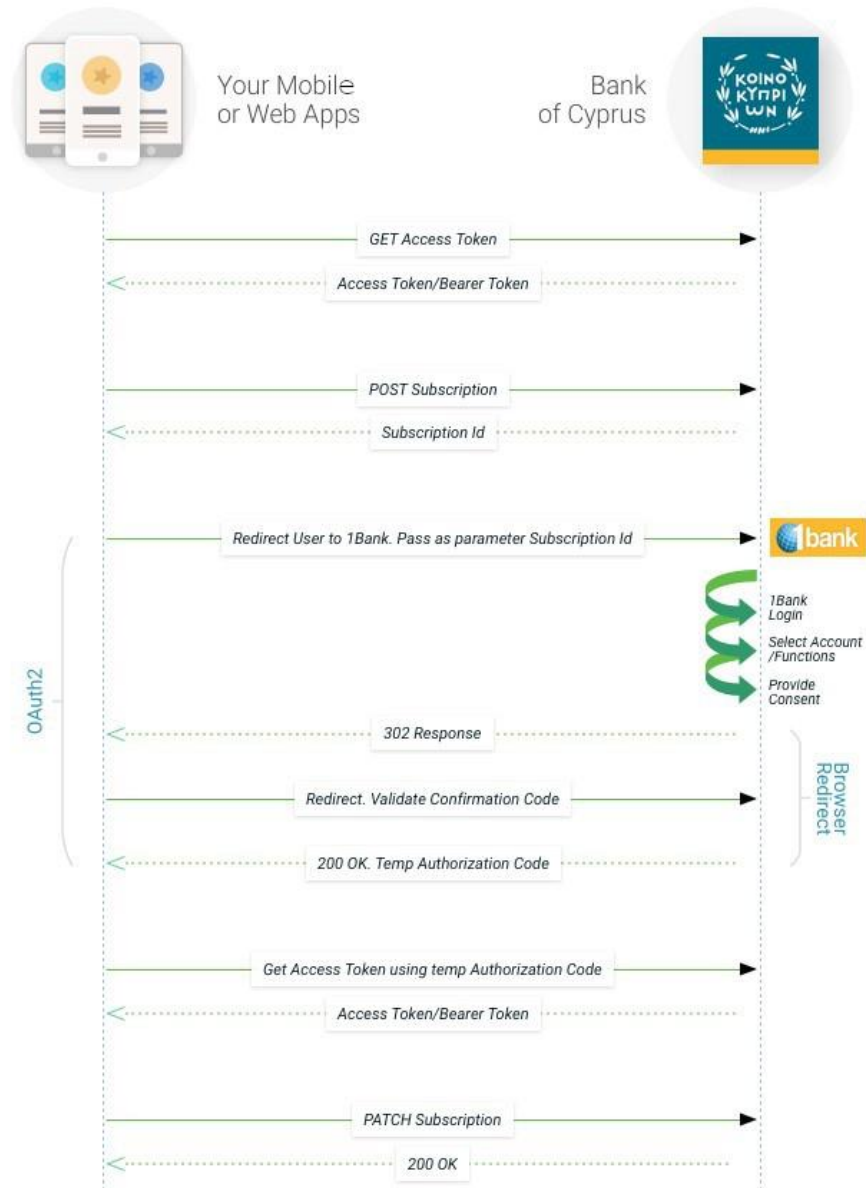 Your Mobile
or Web Apps
Bank
of Cyprus
ΚΟΙΝΟ
ΚΥΠΡΙ
ΩΝ
GET Access Token
Access Token/Bearer Token
POST Subscription
Subscription Id
Redirect User to 1Bank. Pass as parameter Subscription Id
1bank
1Bank
Login
Select Account
/Functions
Provide
Consent
OAuth2
302 Response
Redirect. Validate Confirmation Code
Browser
Redirect
200 OK. Temp Authorization Code
Get Access Token using temp Authorization Code
Access Token/Bearer Token
PATCH Subscription
200 OK